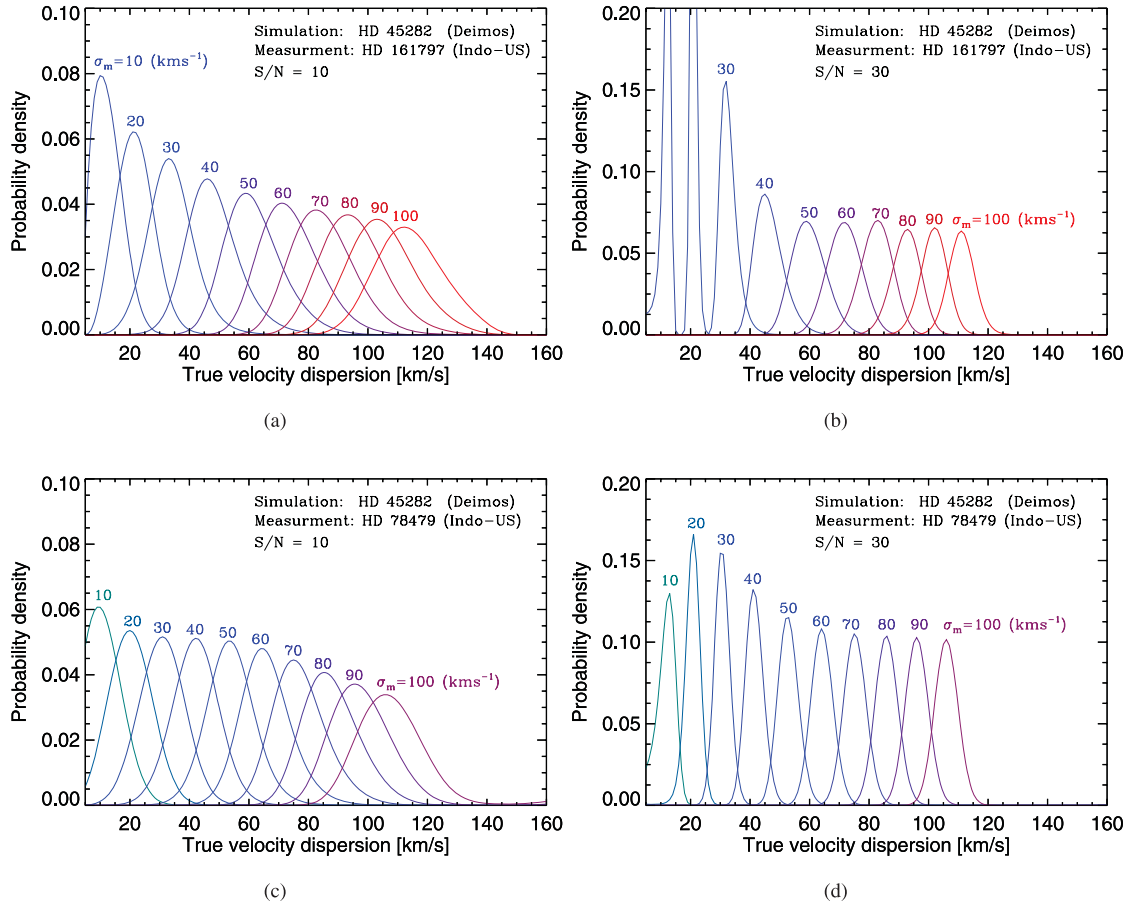 Simulation: HD 45282 (Deimos)
Measurment: HD 161797 (Indo-US)
S/N = 10
σm=10 (kms−1)
20
30
40
50
60
70
80
90
100
0.10
0.08
0.06
0.04
0.02
0.00
Probability density
20 40 60 80 100 120 140 160
True velocity dispersion [km/s]
(a)
Simulation: HD 45282 (Deimos)
Measurment: HD 161797 (Indo-US)
S/N = 30
30
40
50
60
70
80
90
σm=100 (kms−1)
0.20
0.15
0.10
0.05
0.00
Probability density
20 40 60 80 100 120 140 160
True velocity dispersion [km/s]
(b)
Simulation: HD 45282 (Deimos)
Measurment: HD 78479 (Indo-US)
S/N = 10
10
20
30
40
50
60
70
80
90
σm=100 (kms−1)
0.10
0.08
0.06
0.04
0.02
0.00
Probability density
20 40 60 80 100 120 140 160
True velocity dispersion [km/s]
(c)
Simulation: HD 45282 (Deimos)
Measurment: HD 78479 (Indo-US)
S/N = 30
10
20
30
40
50
60
70
80
90
σm=100 (kms−1)
0.20
0.15
0.10
0.05
0.00
Probability density
20 40 60 80 100 120 140 160
True velocity dispersion [km/s]
(d)